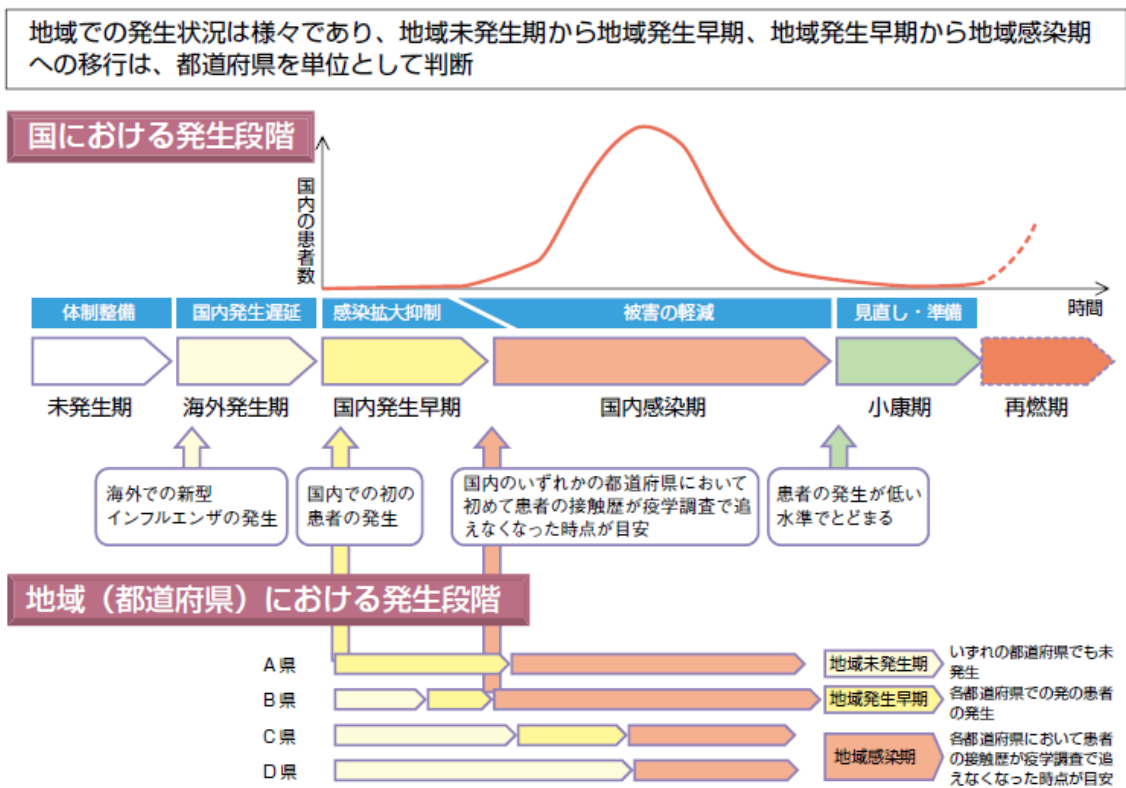 地域での発生状況は様々であり、地域未発生期から地域発生早期、地域発生早期から地域感染期
への移行は、都道府県を単位として判断
国における発生段階
国内の患者数
時間
体制整備
国内発生遅延
感染拡大抑制
被害の軽減
見直し・準備
未発生期
海外発生期
国内発生早期
国内感染期
小康期
再燃期
海外での新型
インフルエンザの発生
国内での初の
患者の発生
国内のいずれかの都道府県において
初めて患者の接触歴が疫学調査で追
えなくなった時点が目安
患者の発生が低い
水準でとどまる
地域（都道府県）における発生段階
A県
B県
C県
D県
地域未発生期
いずれの都道府県でも未
発生
地域発生早期
各都道府県での発の患者
の発生
地域感染期
各都道府県において患者
の接触歴が疫学調査で追
えなくなった時点が目安